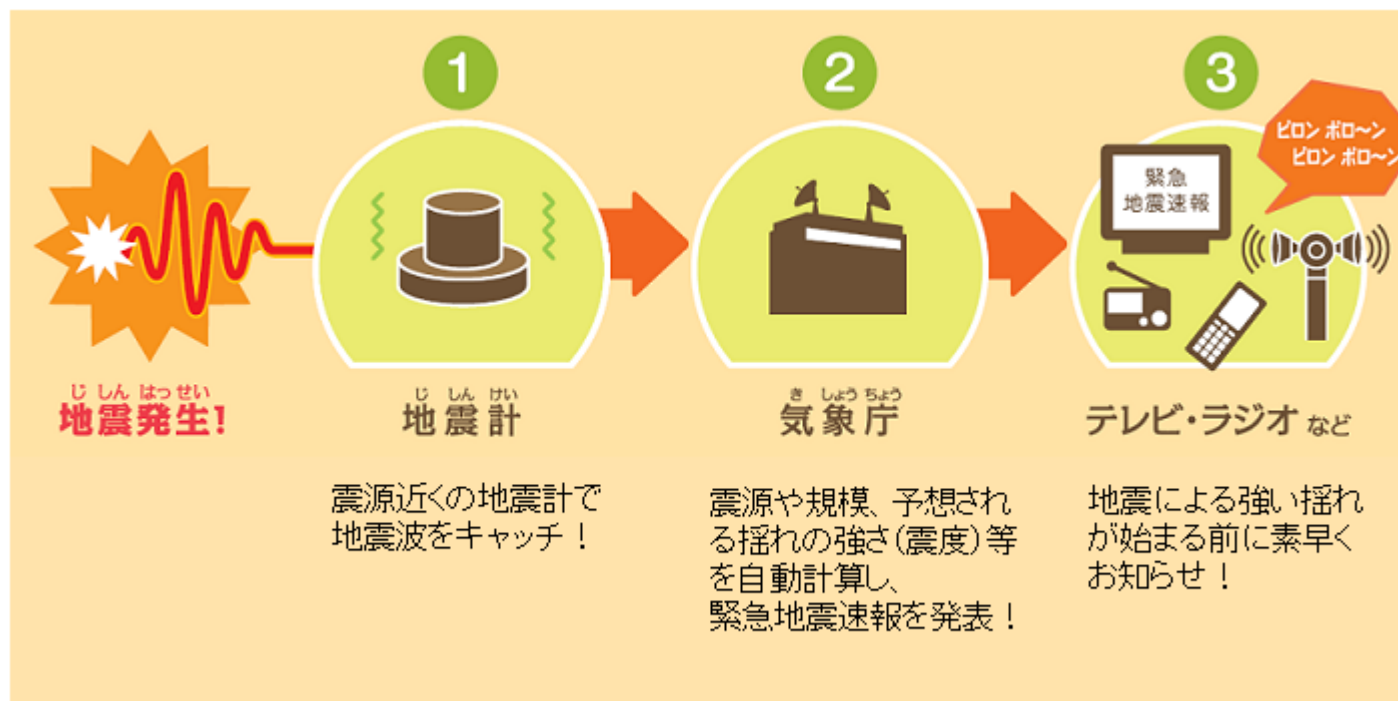 1
2
3
ピロン ポロ～ン
ピロン ポロ～ン
緊急
地震速報
じ しん はっ せい
地震発生!
じ しん けい
地震計
き しょう ちょう
気象庁
テレビ・ラジオ など
震源近くの地震計で
地震波をキャッチ！
震源や規模、予想され
る揺れの強さ(震度)等
を自動計算し、
緊急地震速報を発表！
地震による強い揺れ
が始まる前に素早く
お知らせ！